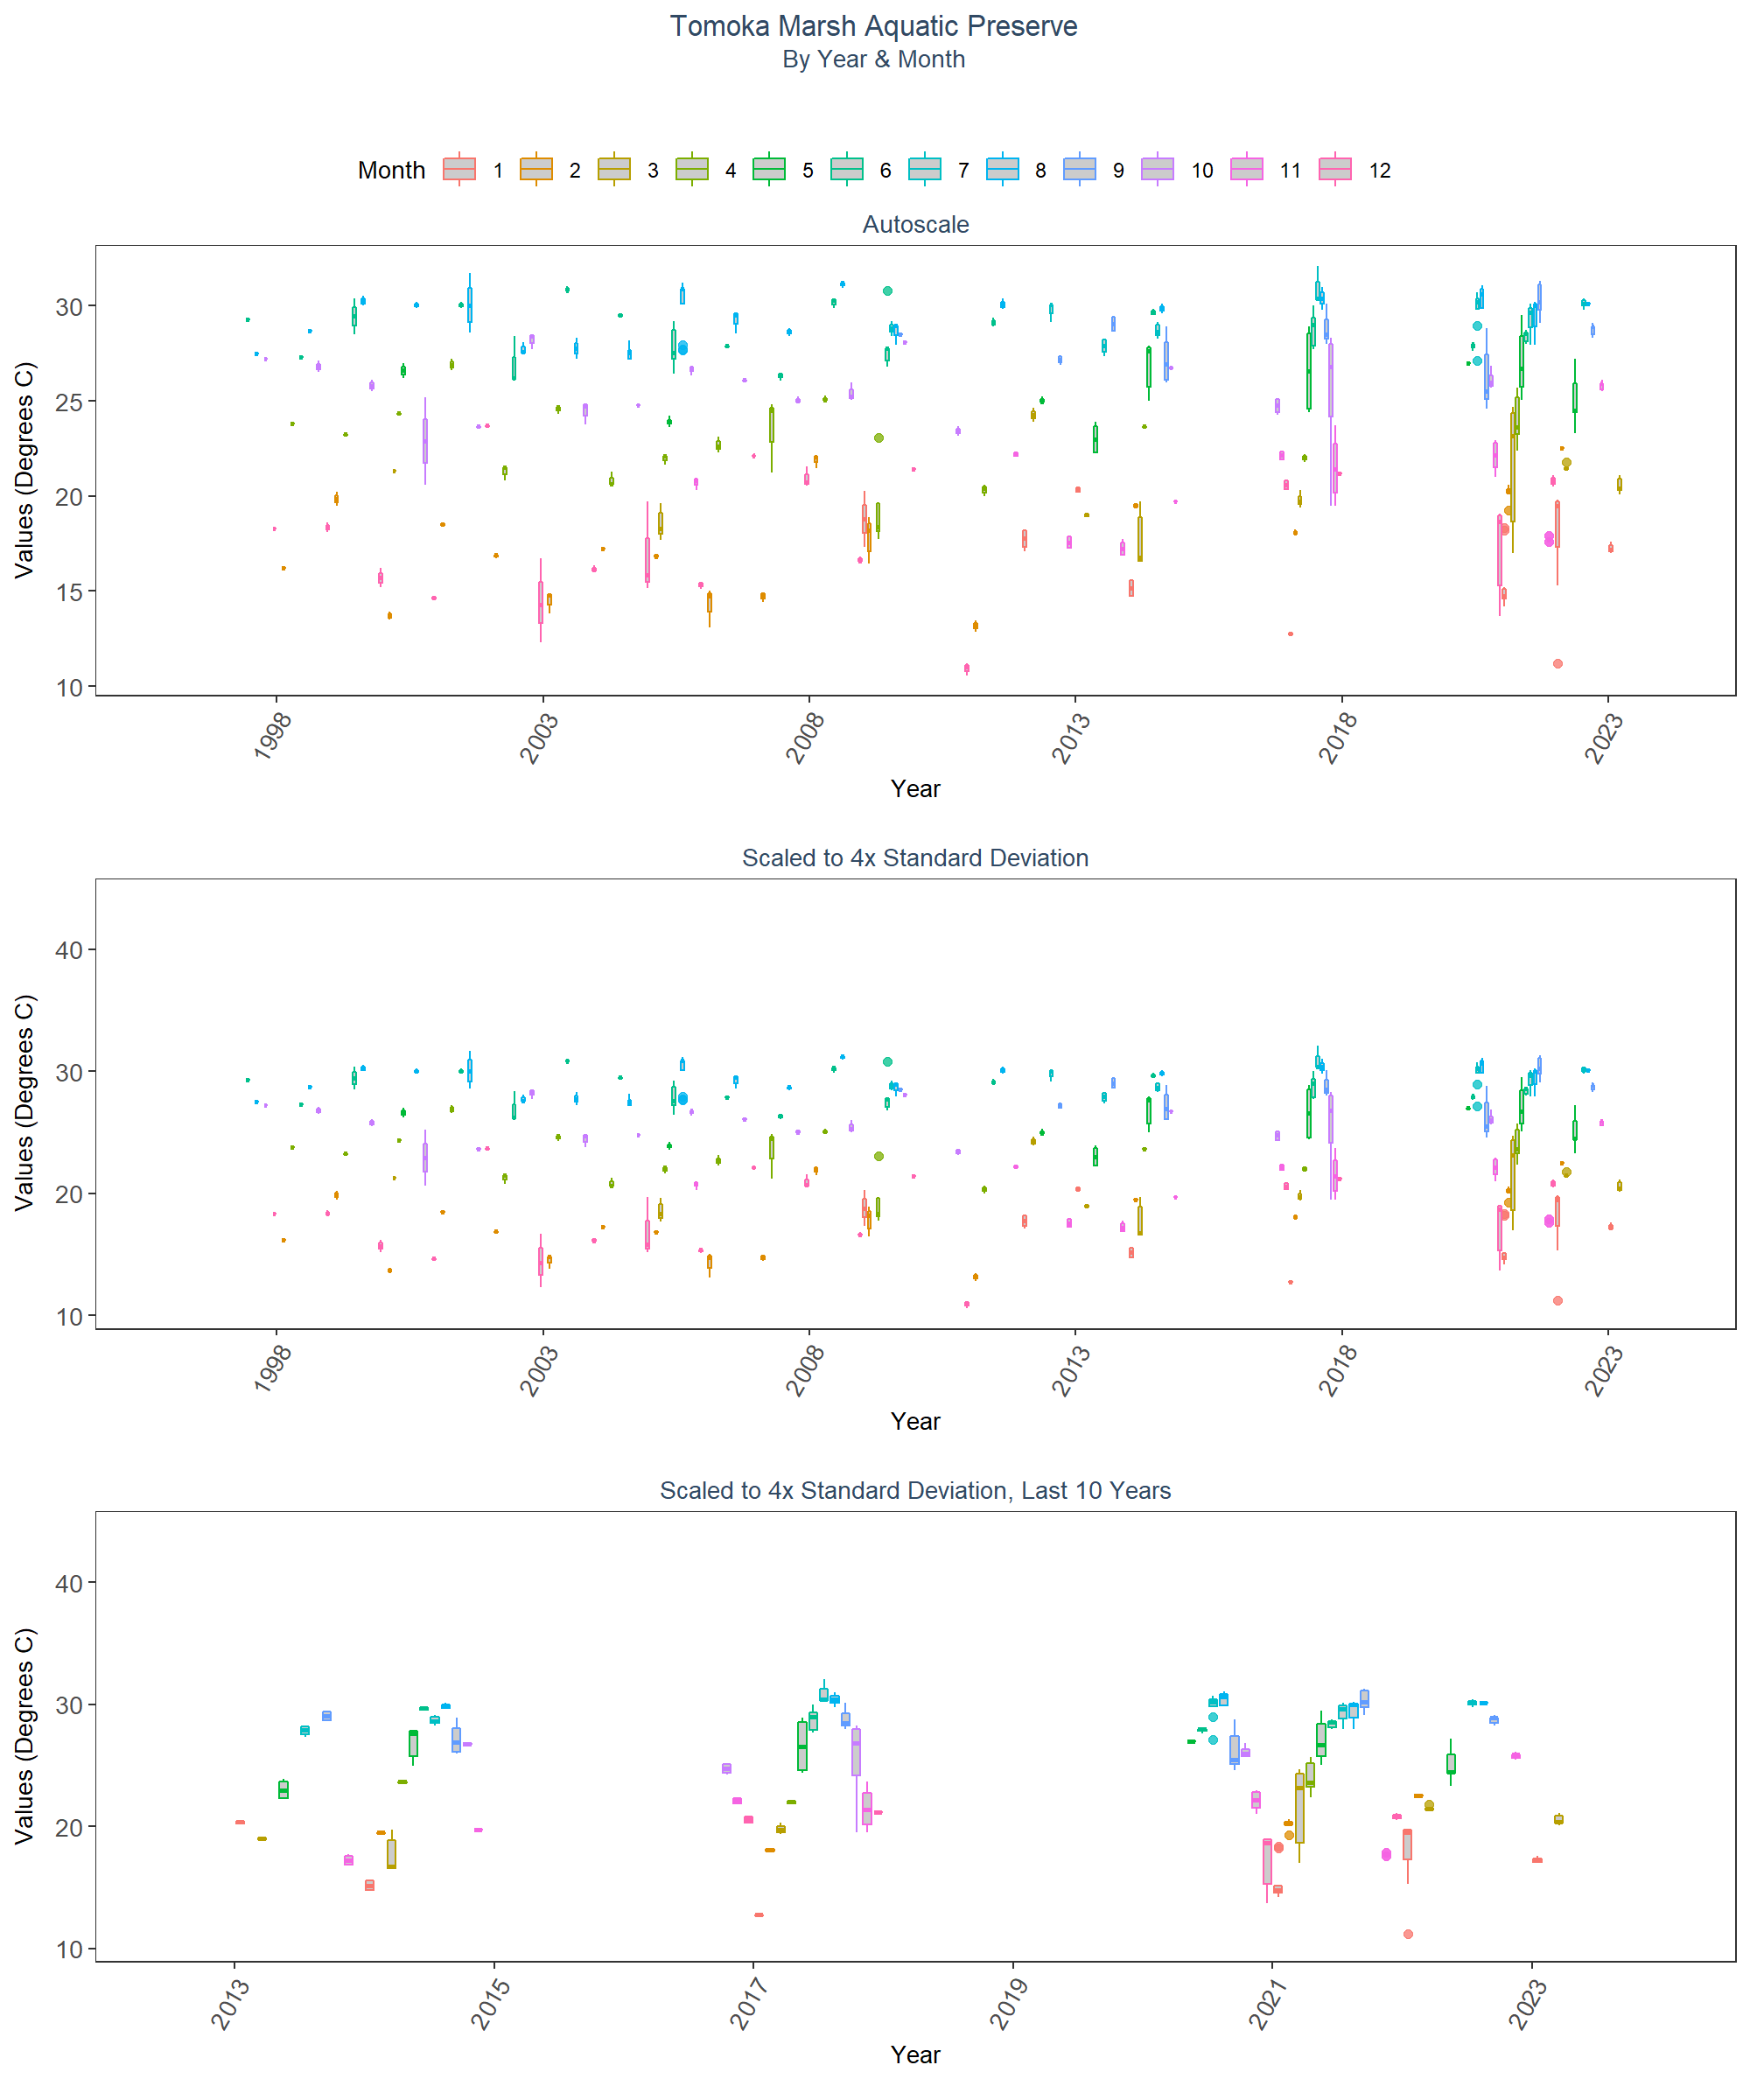 Tomoka Marsh Aquatic Preserve
By Year & Month
Month 1 2 3 4 5 6 7 8 9 10 11 12
Autoscale
Values (Degrees C)
30
25
20
15
10
1998 2003 2008 2013 2018 2023
Year
Scaled to 4x Standard Deviation
Values (Degrees C)
40
30
20
10
1998 2003 2008 2013 2018 2023
Year
Scaled to 4x Standard Deviation, Last 10 Years
Values (Degrees C)
40
30
20
10
2013 2015 2017 2019 2021 2023
Year